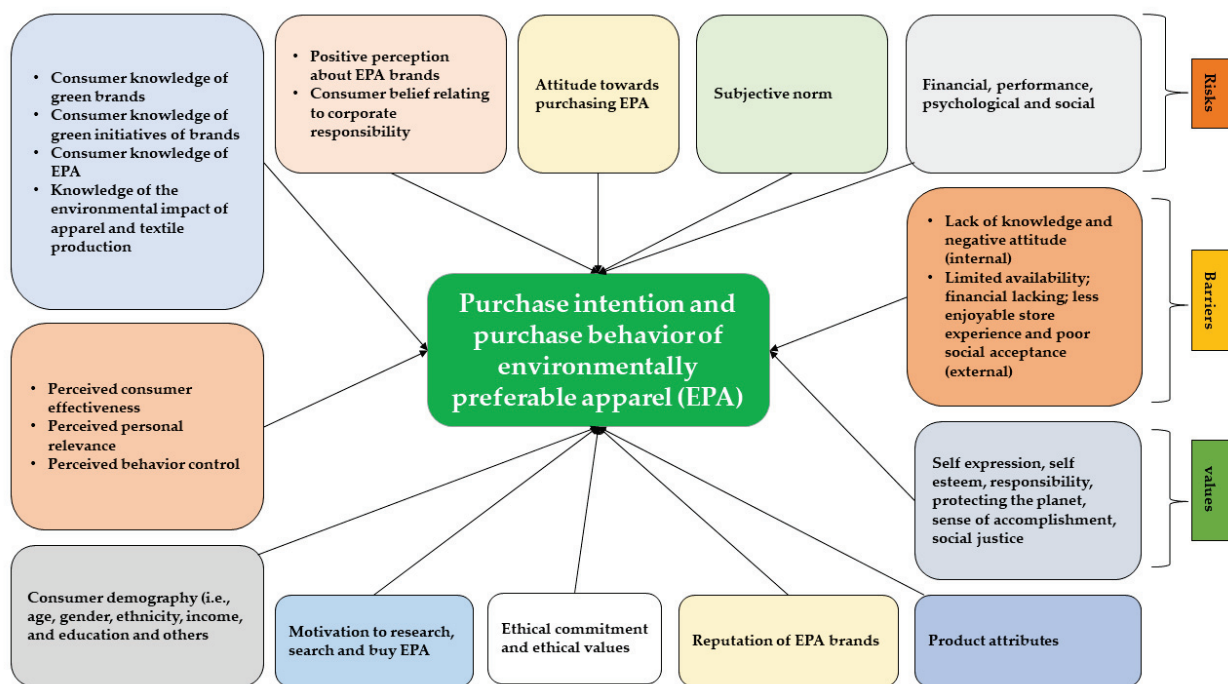 • Consumer knowledge of
green brands
• Consumer knowledge of
green initiatives of brands
• Consumer knowledge of
EPA
• Knowledge of the
environmental impact of
apparel and textile
production
• Positive perception
about EPA brands
• Consumer belief relating
to corporate
responsibility
Attitude towards
purchasing EPA
Subjective norm
Financial, performance,
psychological and social
Risks
Purchase intention and
purchase behavior of
environmentally
preferable apparel (EPA)
• Lack of knowledge and
negative attitude
(internal)
• Limited availability;
financial lacking; less
enjoyable store
experience and poor
social acceptance
(external)
Barriers
• Perceived consumer
effectiveness
• Perceived personal
relevance
• Perceived behavior control
Self expression, self
esteem, responsibility,
protecting the planet,
sense of accomplishment,
social justice
values
Consumer demography (i.e.,
age, gender, ethnicity, income,
and education and others
Motivation to research,
search and buy EPA
Ethical commitment
and ethical values
Reputation of EPA brands
Product attributes